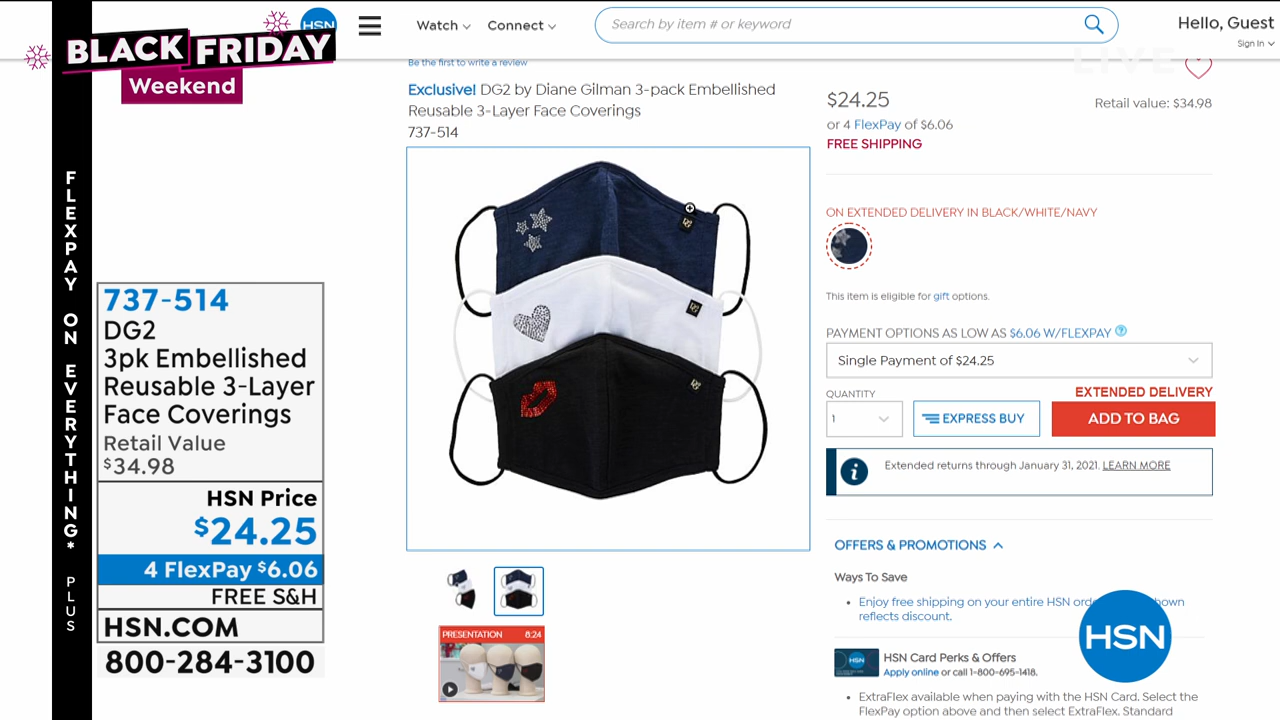 BLACK FRIDAY
Weekend
HSN
Watch
Connect
Search by item # or keyword
Hello, Guest
Sign In
LIVE
FLEXPAY ON EVERYTHING*
PLUS
Be the first to write a review
Exclusive! DG2 by Diane Gilman 3-pack Embellished
Reusable 3-Layer Face Coverings
737-514
$24.25
Retail value: $34.98
or 4 FlexPay of $6.06
FREE SHIPPING
ON EXTENDED DELIVERY IN BLACK/WHITE/NAVY
This item is eligible for gift options.
PAYMENT OPTIONS AS LOW AS $6.06 W/FLEXPAY ?
Single Payment of $24.25
QUANTITY
EXTENDED DELIVERY
1
EXPRESS BUY
ADD TO BAG
i
Extended returns through January 31, 2021. LEARN MORE
OFFERS & PROMOTIONS
Ways To Save
• Enjoy free shipping on your entire HSN
reflects discount.
HSN
HSN Card Perks & Offers
Apply online or call 1-800-695-1418.
• ExtraFlex available when paying with the HSN Card. Select the
FlexPay option above and then select ExtraFlex. Standard
PRESENTATION 8:24
737-514
DG2
3pk Embellished
Reusable 3-Layer
Face Coverings
Retail Value
$34.98
HSN Price
$24.25
4 FlexPay $6.06
FREE S&H
HSN.COM
800-284-3100
HSN